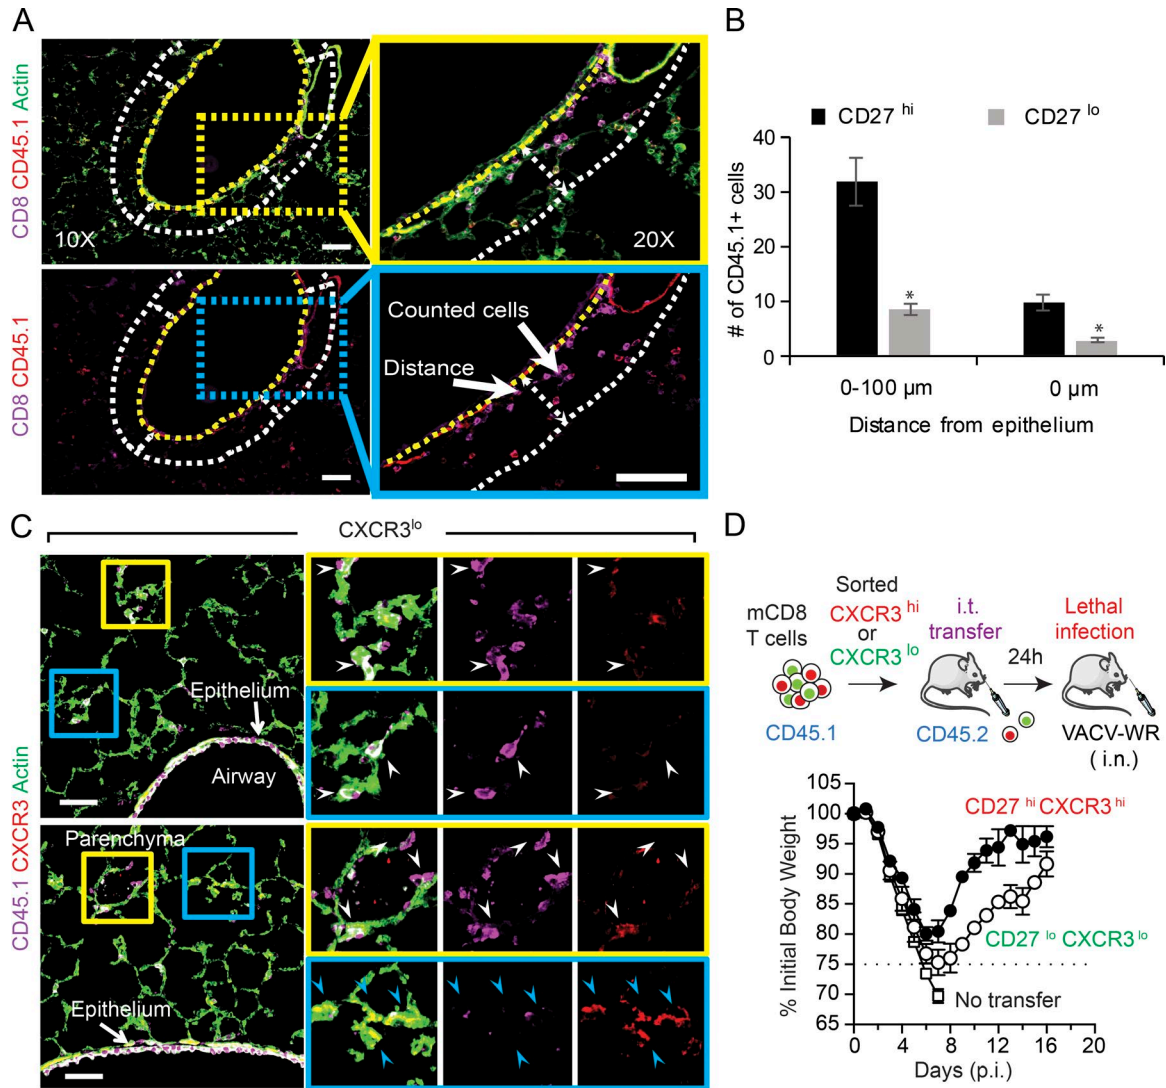 A
CD8 CD45.1 Actin
10X
20X
CD8 CD45.1
Counted cells
Distance
B
CD27 hi
CD27 lo
# of CD45.1+ cells
40
30
20
10
0
*
*
0-100 µm
0 µm
Distance from epithelium
C
CXCR3lo
CD45.1 CXCR3 Actin
Epithelium
Airway
Parenchyma
Epithelium
D
mCD8
T cells
CD45.1
Sorted
CXCR3 hi
or
CXCR3 lo
i.t.
transfer
CD45.2
24h
Lethal
infection
VACV-WR
( i.n.)
% Initial Body Weight
105
100
95
90
85
80
75
70
65
CD27 hi CXCR3 hi
CD27 lo CXCR3 lo
No transfer
0
4
8
12
16
20
Days (p.i.)